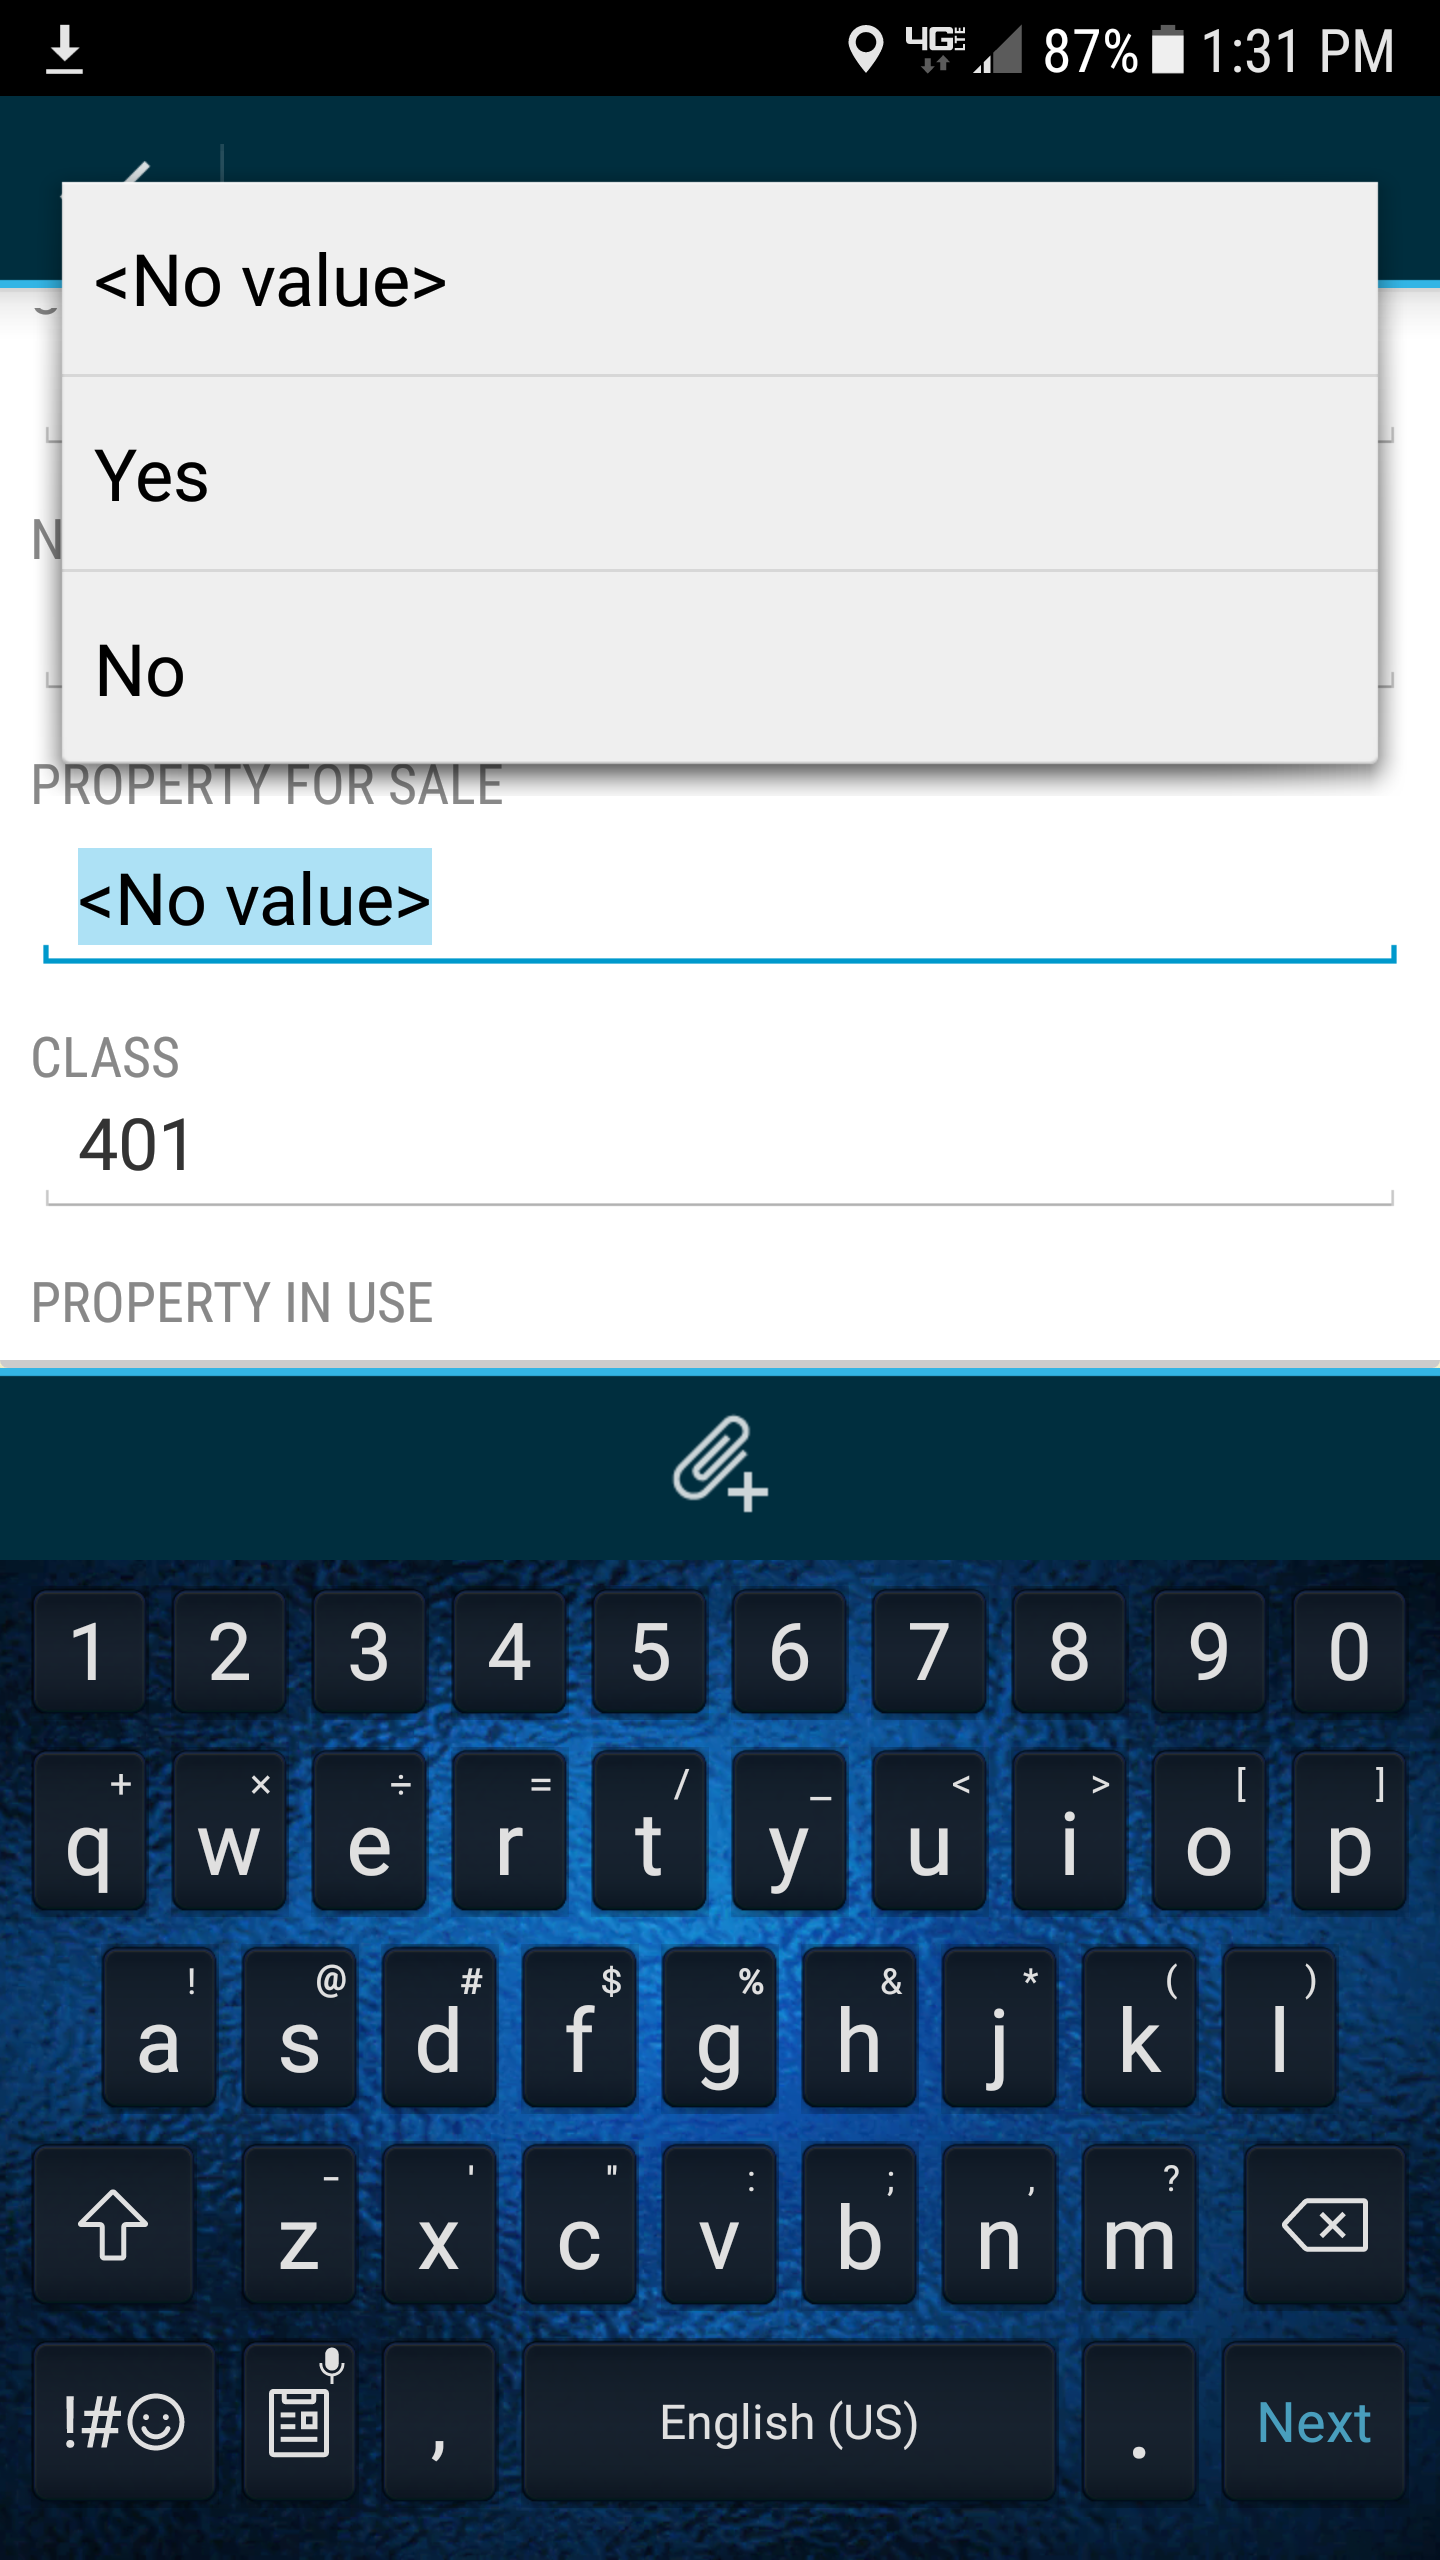 4G LTE 87% 1:31 PM
<No value>
Yes
No
N
PROPERTY FOR SALE
<No value>
CLASS
401
PROPERTY IN USE
1 2 3 4 5 6 7 8 9 0
+ × ÷ = / _ < > [ ]
q w e r t y u i o p
! @ # $ % & * ( )
a s d f g h j k l
- ' " : ; , ?
z x c v b n m
!# , English (US) . Next